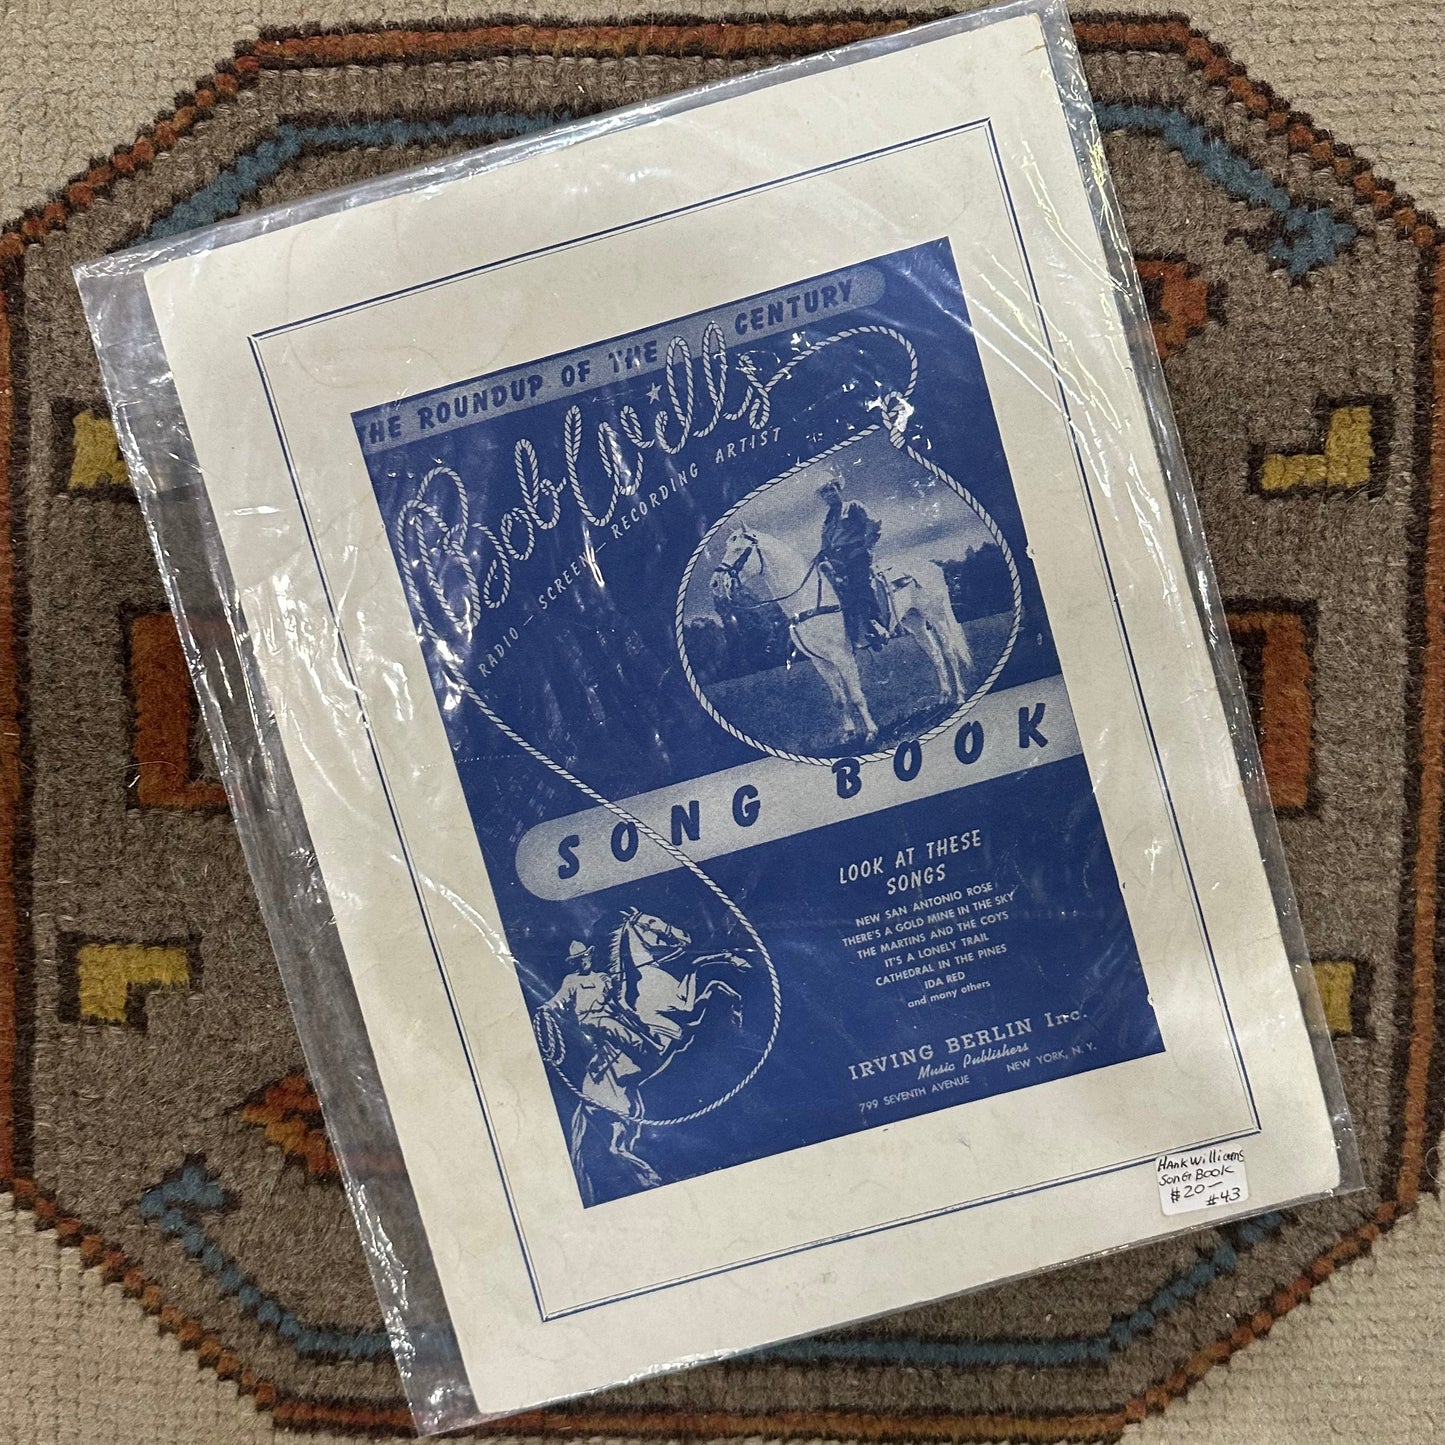 THE ROUNDUP OF THE CENTURY
Bob Wills
RADIO — SCREEN — RECORDING ARTIST
SONG BOOK
LOOK AT THESE
SONGS
NEW SAN ANTONIO ROSE
THERE'S A GOLD MINE IN THE SKY
THE MARTINS AND THE COYS
IT'S A LONELY TRAIL
CATHEDRAL IN THE PINES
IDA RED
and many others
IRVING BERLIN Inc.
Music Publishers
799 SEVENTH AVENUE NEW YORK, N. Y.
HAnk Williams
SonG BOOK
$20—
#43